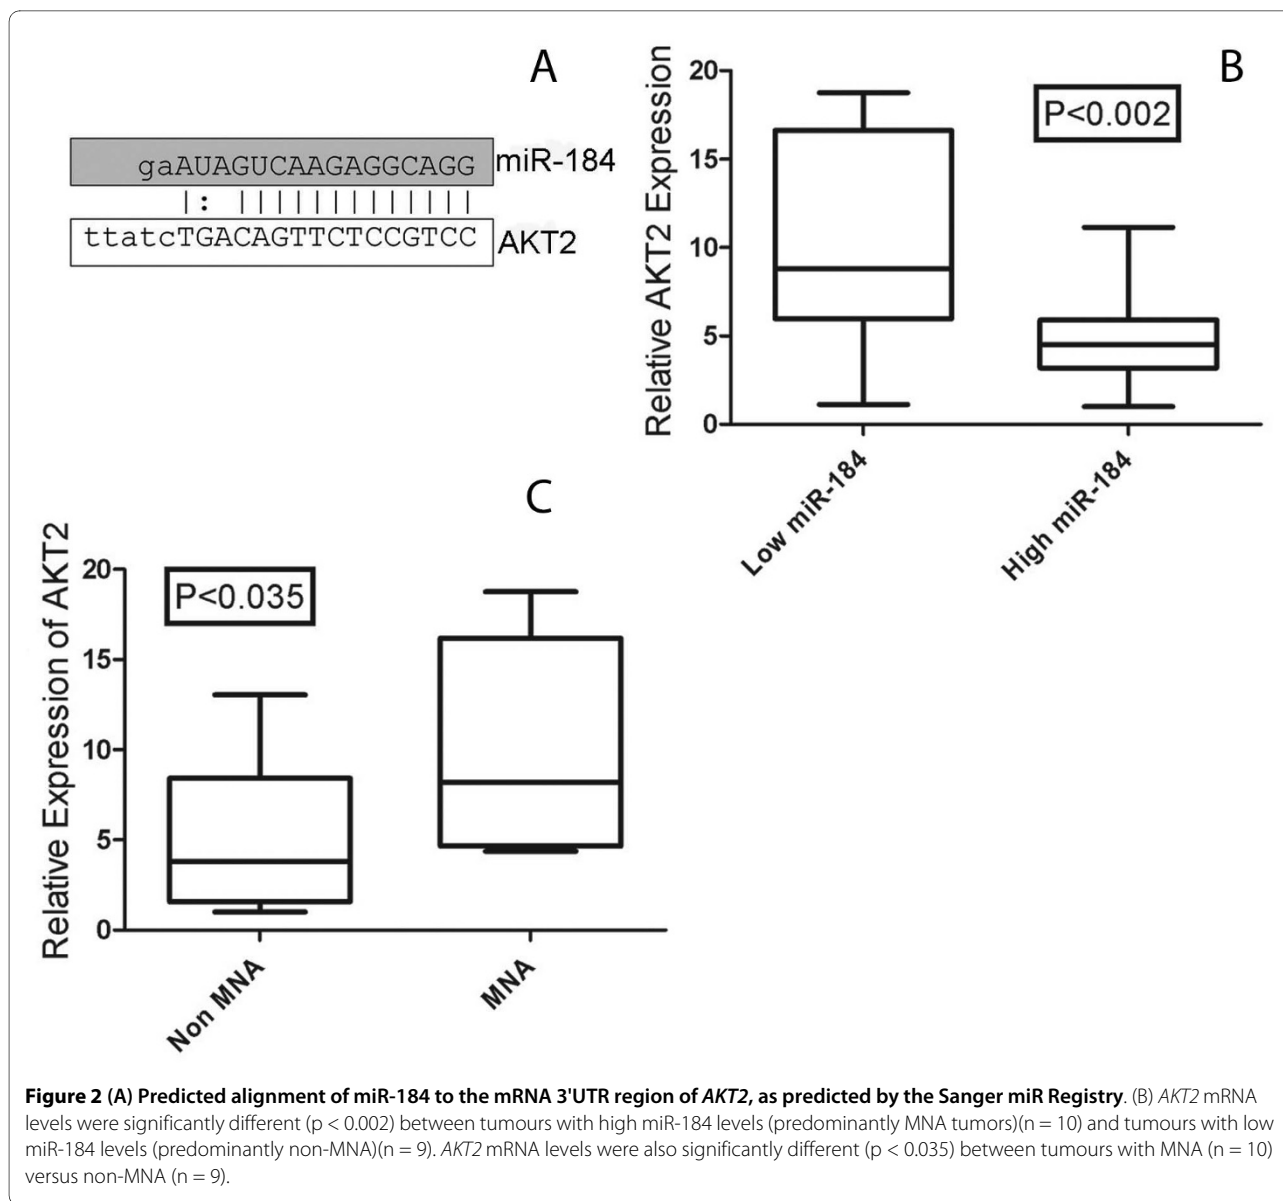 A
gaAUAGUCAAGAGGCAGG miR-184
|: |||||||||||||
ttatcTGACAGTTCTCCGTCC AKT2
B
Relative AKT2 Expression
20
15
10
5
0
P<0.002
Low miR-184
High miR-184
C
Relative Expression of AKT2
20
15
10
5
0
P<0.035
Non MNA
MNA
Figure 2 (A) Predicted alignment of miR-184 to the mRNA 3'UTR region of AKT2, as predicted by the Sanger miR Registry. (B) AKT2 mRNA
levels were significantly different (p < 0.002) between tumours with high miR-184 levels (predominantly MNA tumors)(n = 10) and tumours with low
miR-184 levels (predominantly non-MNA)(n = 9). AKT2 mRNA levels were also significantly different (p < 0.035) between tumours with MNA (n = 10)
versus non-MNA (n = 9).